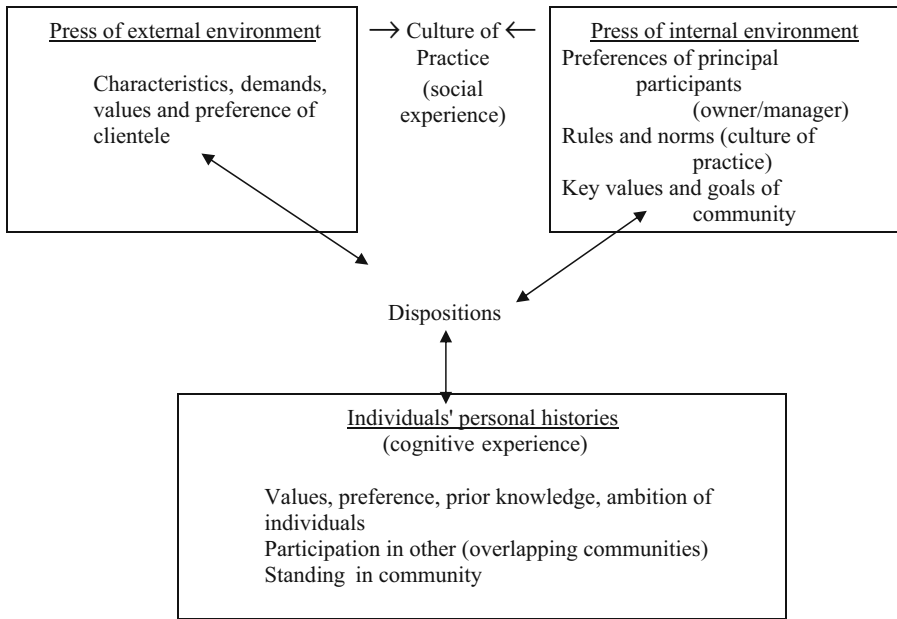 Press of external environment
Characteristics, demands,
values and preference of
clientele
→ Culture of ←
Practice
(social
experience)
Press of internal environment
Preferences of principal
participants
(owner/manager)
Rules and norms (culture of
practice)
Key values and goals of
community
Dispositions
Individuals' personal histories
(cognitive experience)
Values, preference, prior knowledge, ambition of
individuals
Participation in other (overlapping communities)
Standing in community